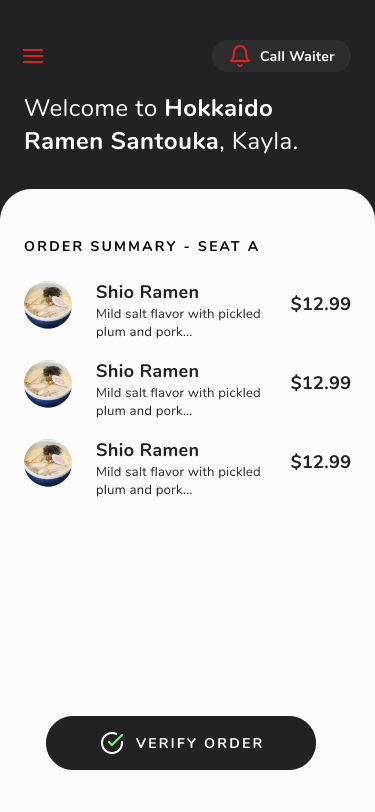 Call Waiter
Welcome to Hokkaido
Ramen Santouka, Kayla.
ORDER SUMMARY - SEAT A
Shio Ramen
Mild salt flavor with pickled
plum and pork...
$12.99
Shio Ramen
Mild salt flavor with pickled
plum and pork...
$12.99
Shio Ramen
Mild salt flavor with pickled
plum and pork...
$12.99
VERIFY ORDER